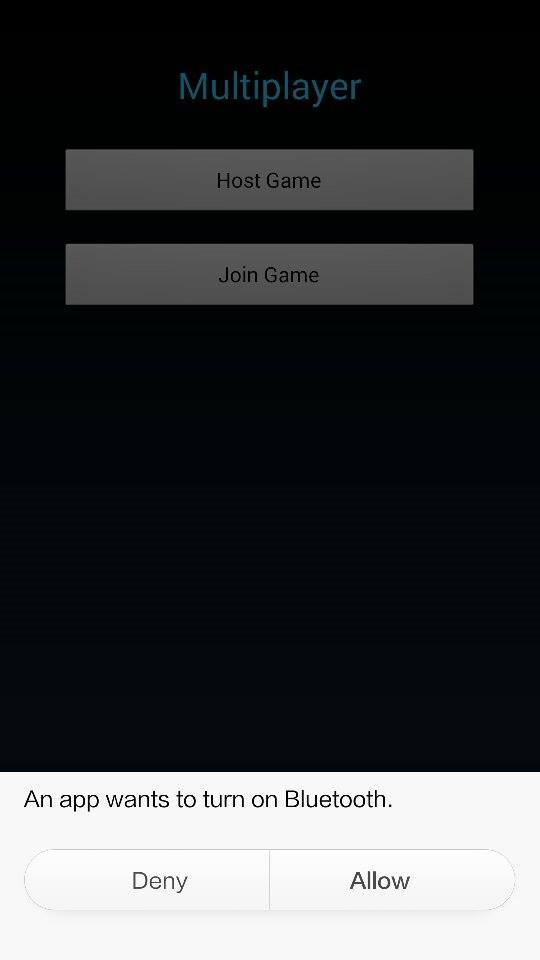 Multiplayer
Host Game
Join Game
An app wants to turn on Bluetooth.
Deny
Allow